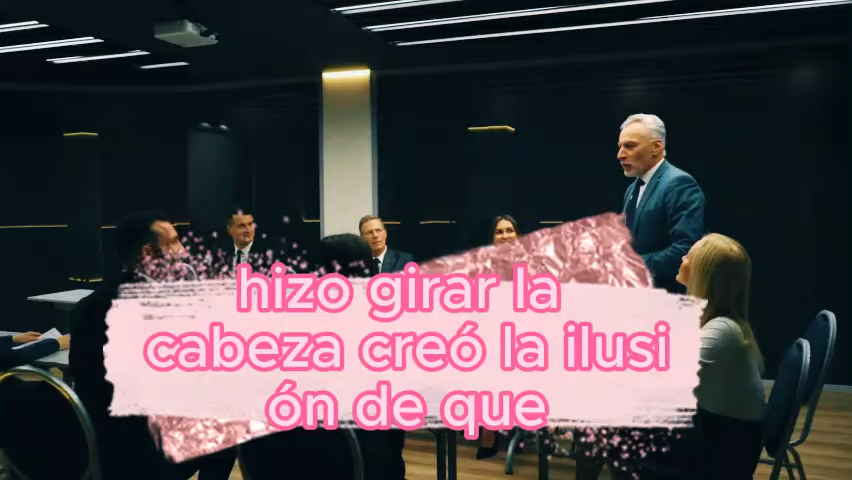 hizo girar la
cabeza creó la ilusi
ón de que